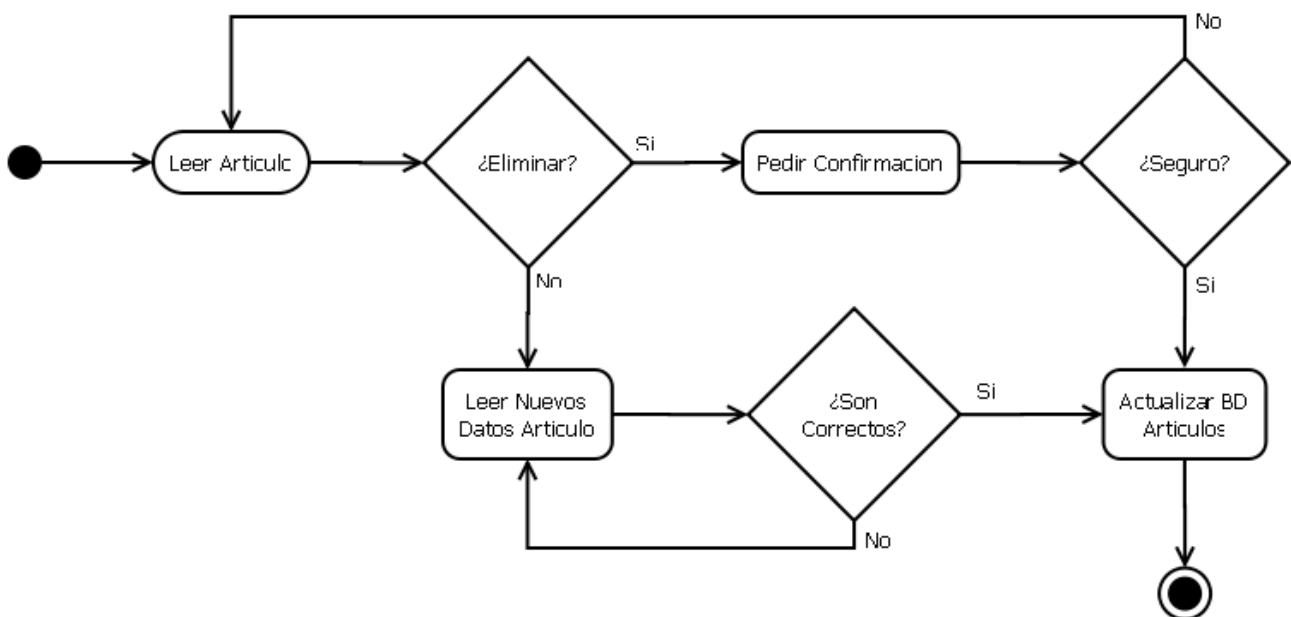 No
Leer Articulo
¿Eliminar?
Si
Pedir Confirmacion
¿Seguro?
No
Si
Leer Nuevos
Datos Articulo
¿Son
Correctos?
Si
Actualizar BD
Articulos
No